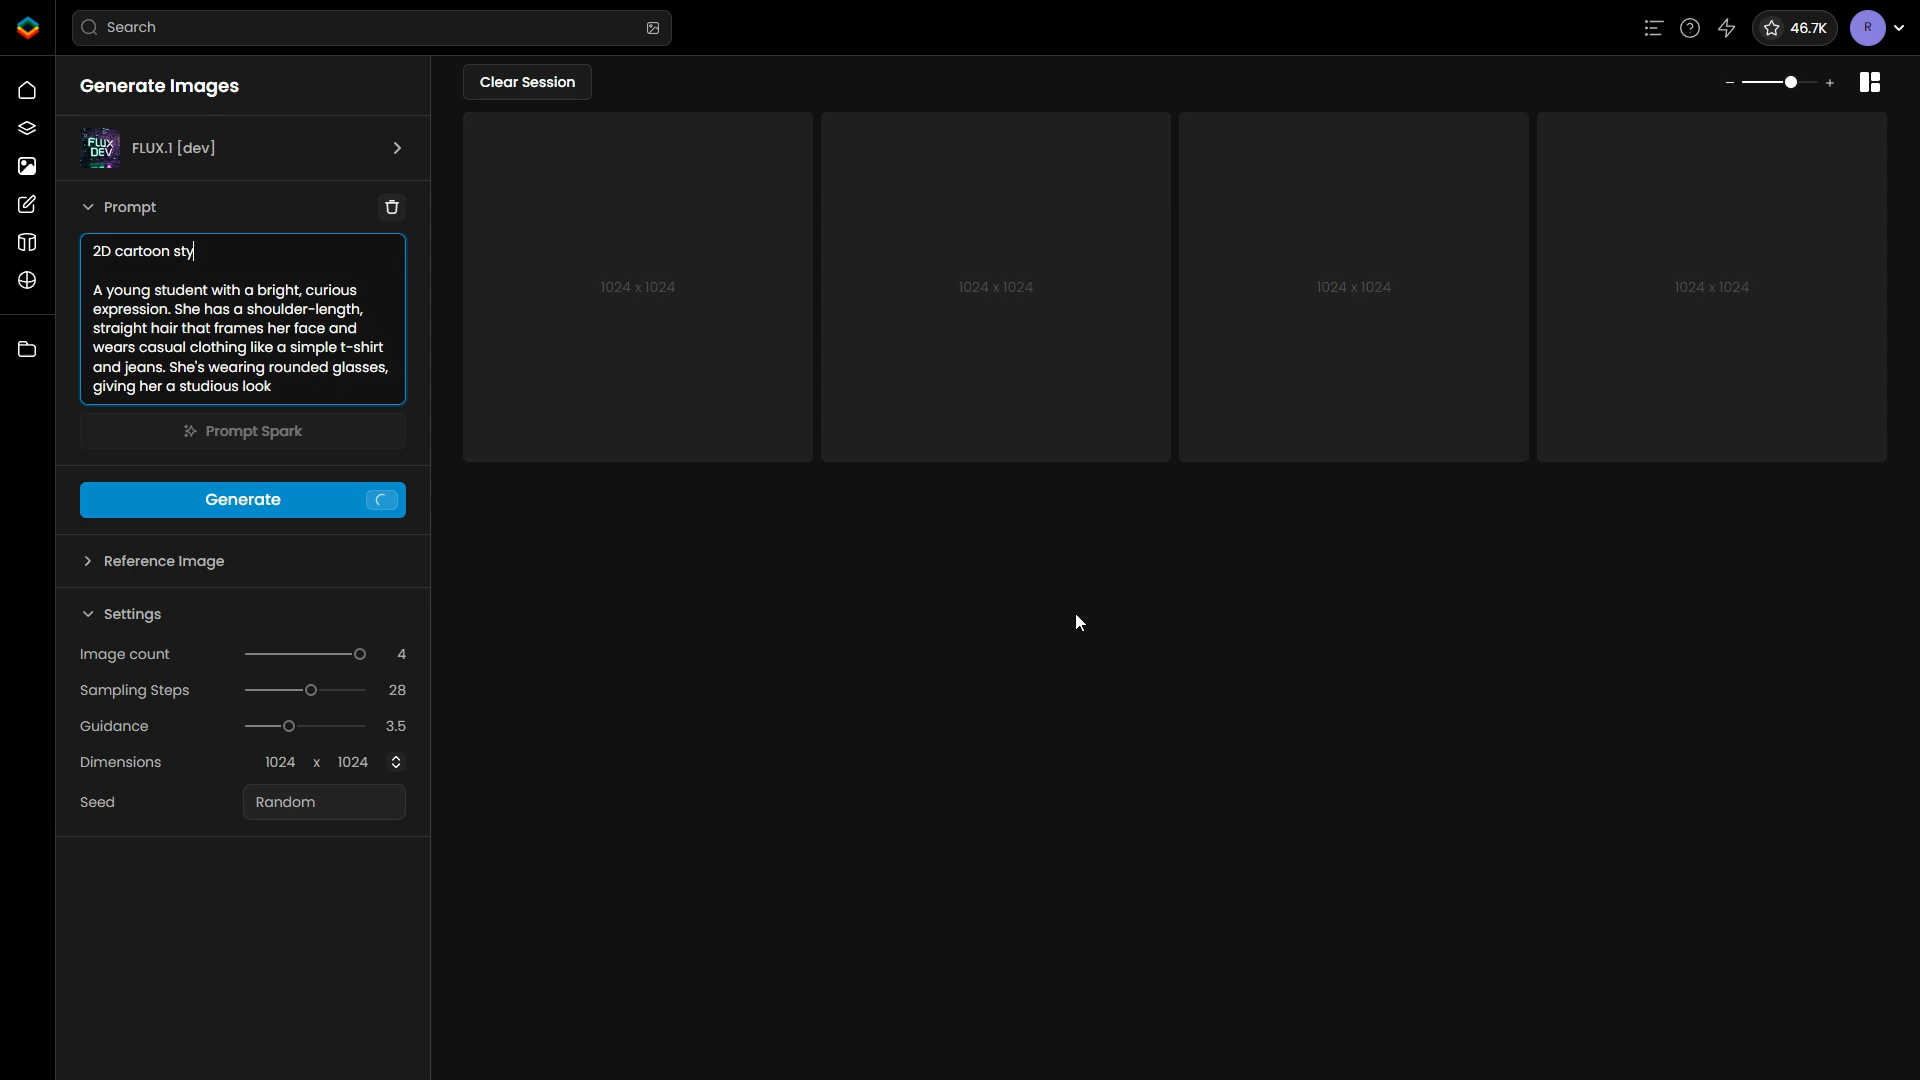 Search
46.7K
R
Generate Images
Clear Session
FLUX
DEV
FLUX.1 [dev]
Prompt
2D cartoon sty
A young student with a bright, curious
expression. She has a shoulder-length,
straight hair that frames her face and
wears casual clothing like a simple t-shirt
and jeans. She's wearing rounded glasses,
giving her a studious look
Prompt Spark
Generate
Reference Image
Settings
Image count 4
Sampling Steps 28
Guidance 3.5
Dimensions 1024 x 1024
Seed Random
1024 x 1024
1024 x 1024
1024 x 1024
1024 x 1024